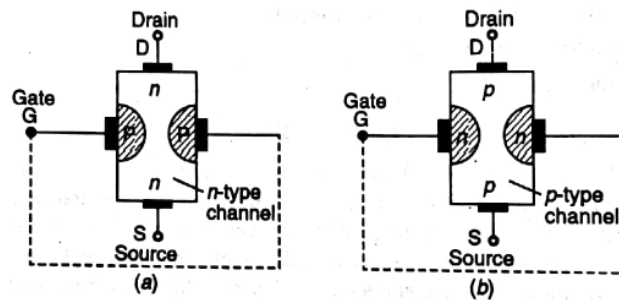 Drain
D
n
Gate
G
p p
n
n-type
channel
S
Source
(a)
Drain
D
p
Gate
G
n n
p
p-type
channel
S
Source
(b)